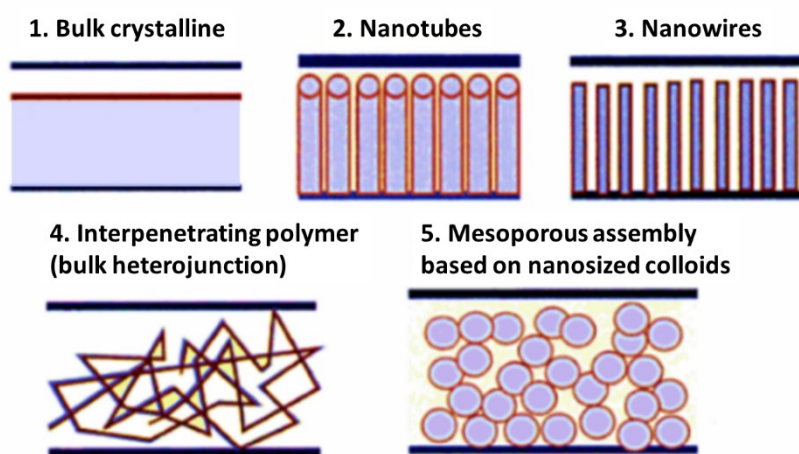 1. Bulk crystalline
2. Nanotubes
3. Nanowires
4. Interpenetrating polymer
(bulk heterojunction)
5. Mesoporous assembly
based on nanosized colloids